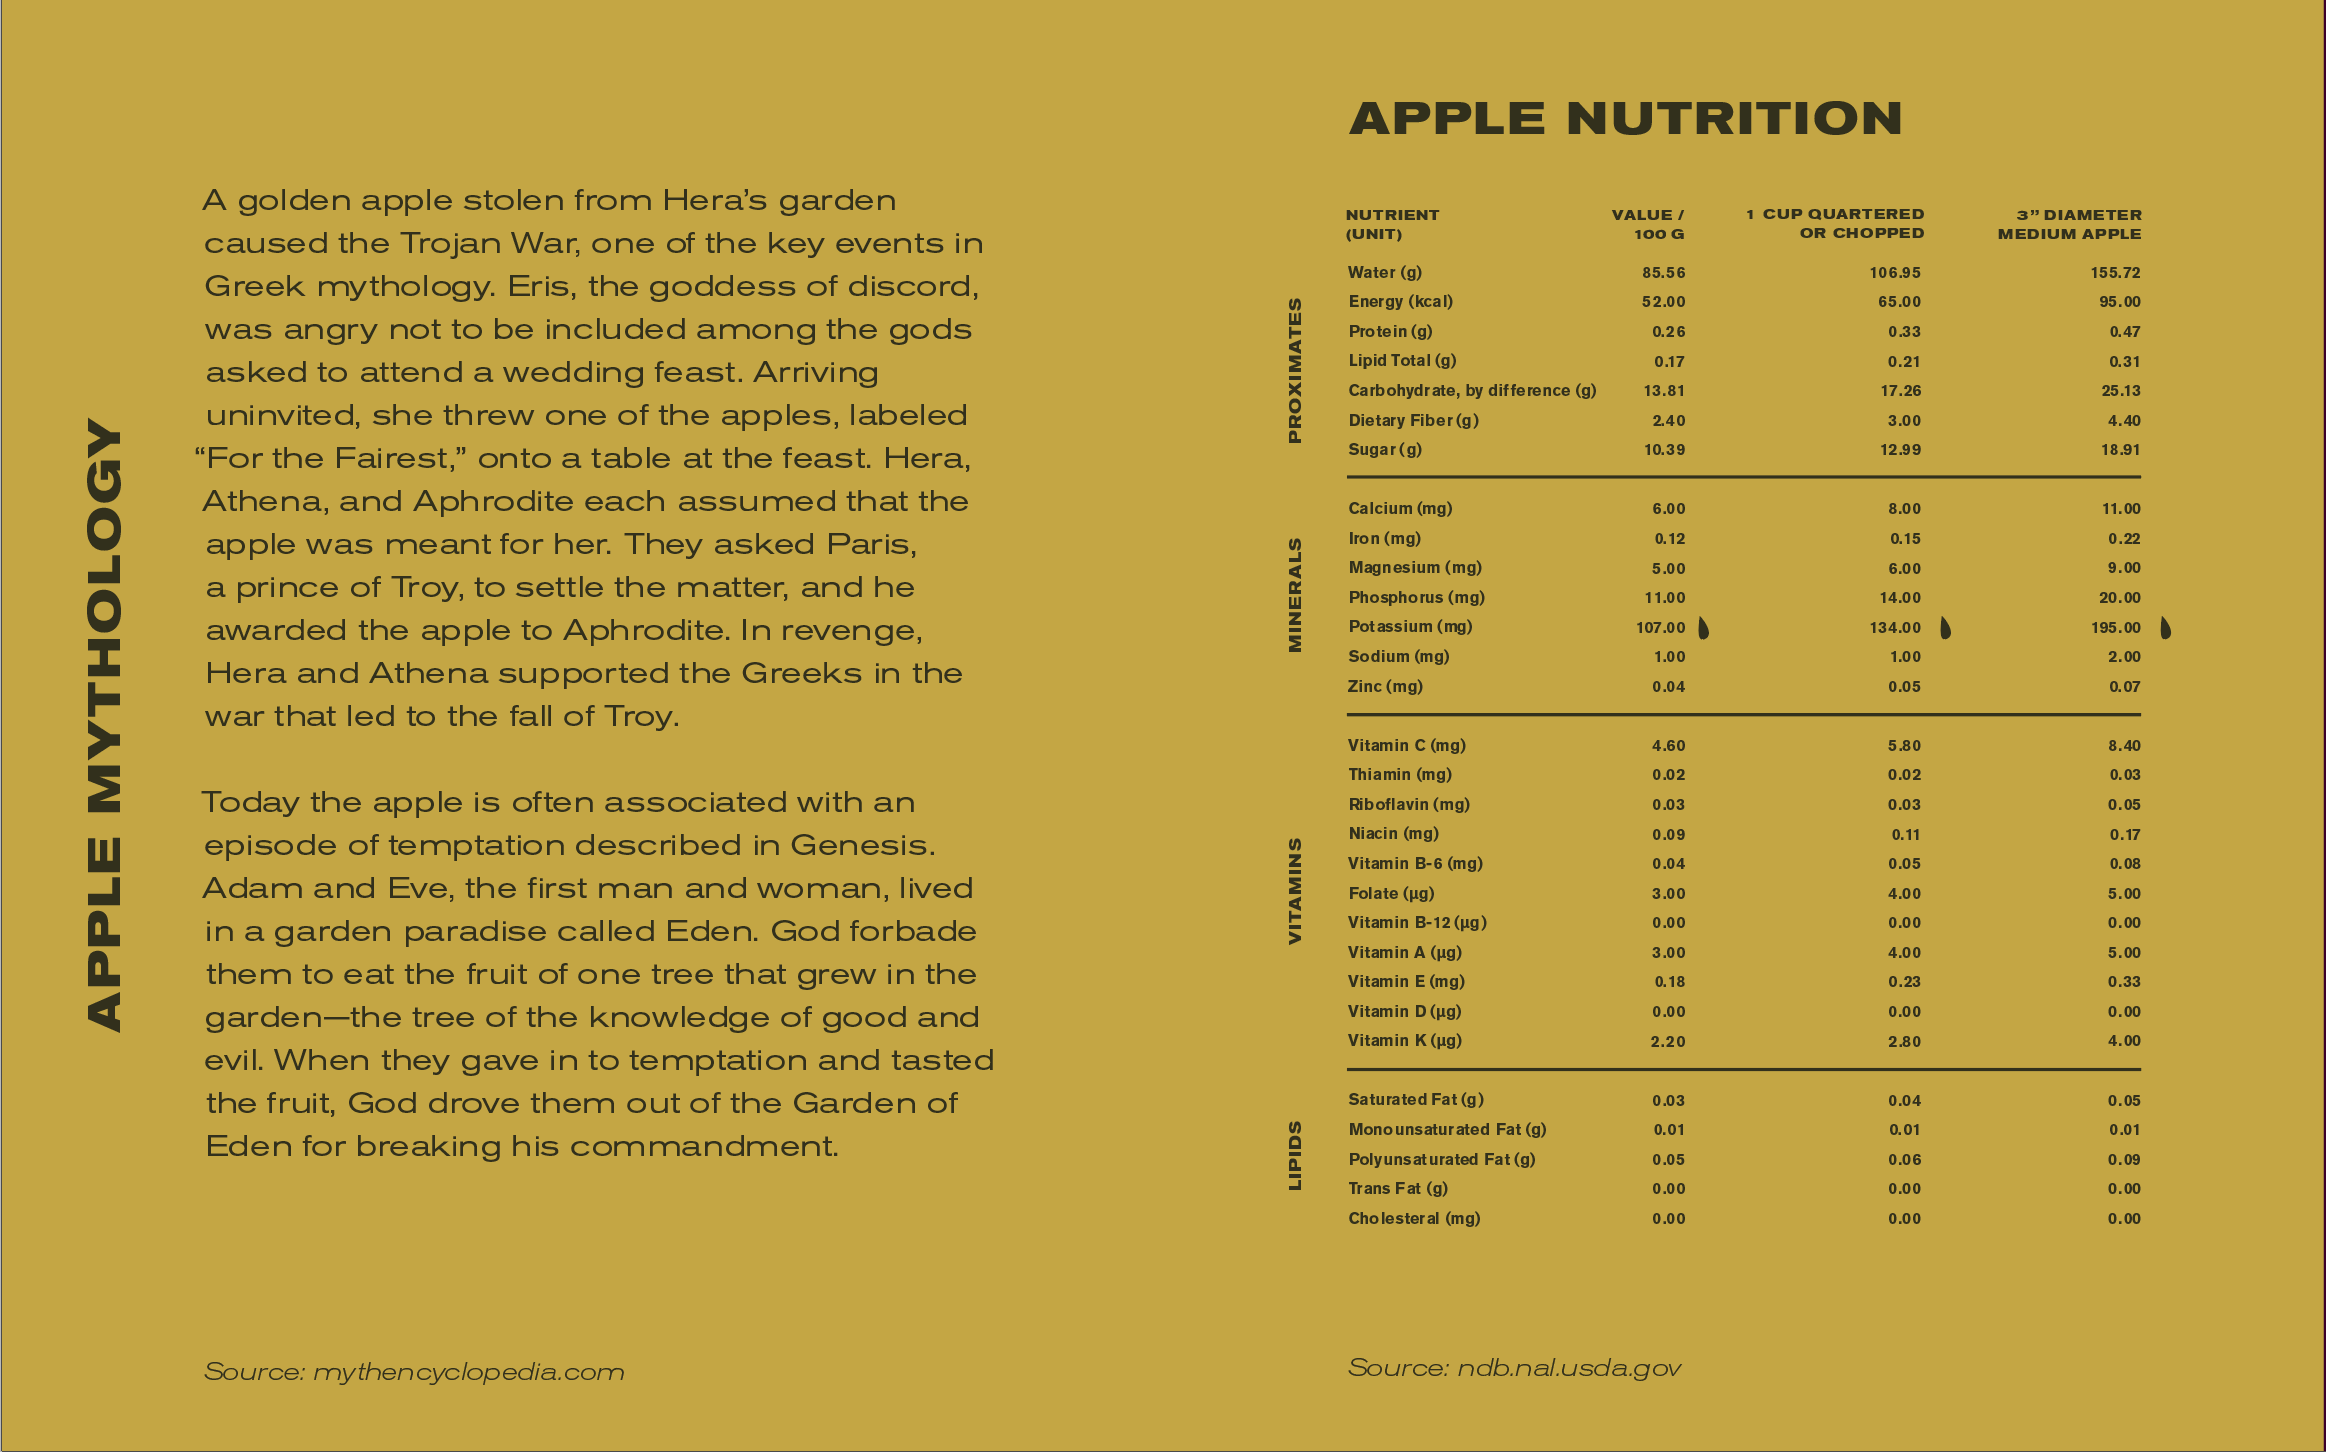 APPLE MYTHOLOGY
A golden apple stolen from Hera’s garden
caused the Trojan War, one of the key events in
Greek mythology. Eris, the goddess of discord,
was angry not to be included among the gods
asked to attend a wedding feast. Arriving
uninvited, she threw one of the apples, labeled
“For the Fairest,” onto a table at the feast. Hera,
Athena, and Aphrodite each assumed that the
apple was meant for her. They asked Paris,
a prince of Troy, to settle the matter, and he
awarded the apple to Aphrodite. In revenge,
Hera and Athena supported the Greeks in the
war that led to the fall of Troy.
Today the apple is often associated with an
episode of temptation described in Genesis.
Adam and Eve, the first man and woman, lived
in a garden paradise called Eden. God forbade
them to eat the fruit of one tree that grew in the
garden—the tree of the knowledge of good and
evil. When they gave in to temptation and tasted
the fruit, God drove them out of the Garden of
Eden for breaking his commandment.
Source: mythencyclopedia.com
APPLE NUTRITION
NUTRIENT VALUE / 1 CUP QUARTERED 3” DIAMETER
(UNIT) 100 G OR CHOPPED MEDIUM APPLE
PROXIMATES
Water (g) 85.56 106.95 155.72
Energy (kcal) 52.00 65.00 95.00
Protein (g) 0.26 0.33 0.47
Lipid Total (g) 0.17 0.21 0.31
Carbohydrate, by difference (g) 13.81 17.26 25.13
Dietary Fiber (g) 2.40 3.00 4.40
Sugar (g) 10.39 12.99 18.91
MINERALS
Calcium (mg) 6.00 8.00 11.00
Iron (mg) 0.12 0.15 0.22
Magnesium (mg) 5.00 6.00 9.00
Phosphorus (mg) 11.00 14.00 20.00
Potassium (mg) 107.00 134.00 195.00
Sodium (mg) 1.00 1.00 2.00
Zinc (mg) 0.04 0.05 0.07
VITAMINS
Vitamin C (mg) 4.60 5.80 8.40
Thiamin (mg) 0.02 0.02 0.03
Riboflavin (mg) 0.03 0.03 0.05
Niacin (mg) 0.09 0.11 0.17
Vitamin B-6 (mg) 0.04 0.05 0.08
Folate (µg) 3.00 4.00 5.00
Vitamin B-12 (µg) 0.00 0.00 0.00
Vitamin A (µg) 3.00 4.00 5.00
Vitamin E (mg) 0.18 0.23 0.33
Vitamin D (µg) 0.00 0.00 0.00
Vitamin K (µg) 2.20 2.80 4.00
LIPIDS
Saturated Fat (g) 0.03 0.04 0.05
Monounsaturated Fat (g) 0.01 0.01 0.01
Polyunsaturated Fat (g) 0.05 0.06 0.09
Trans Fat (g) 0.00 0.00 0.00
Cholesteral (mg) 0.00 0.00 0.00
Source: ndb.nal.usda.gov